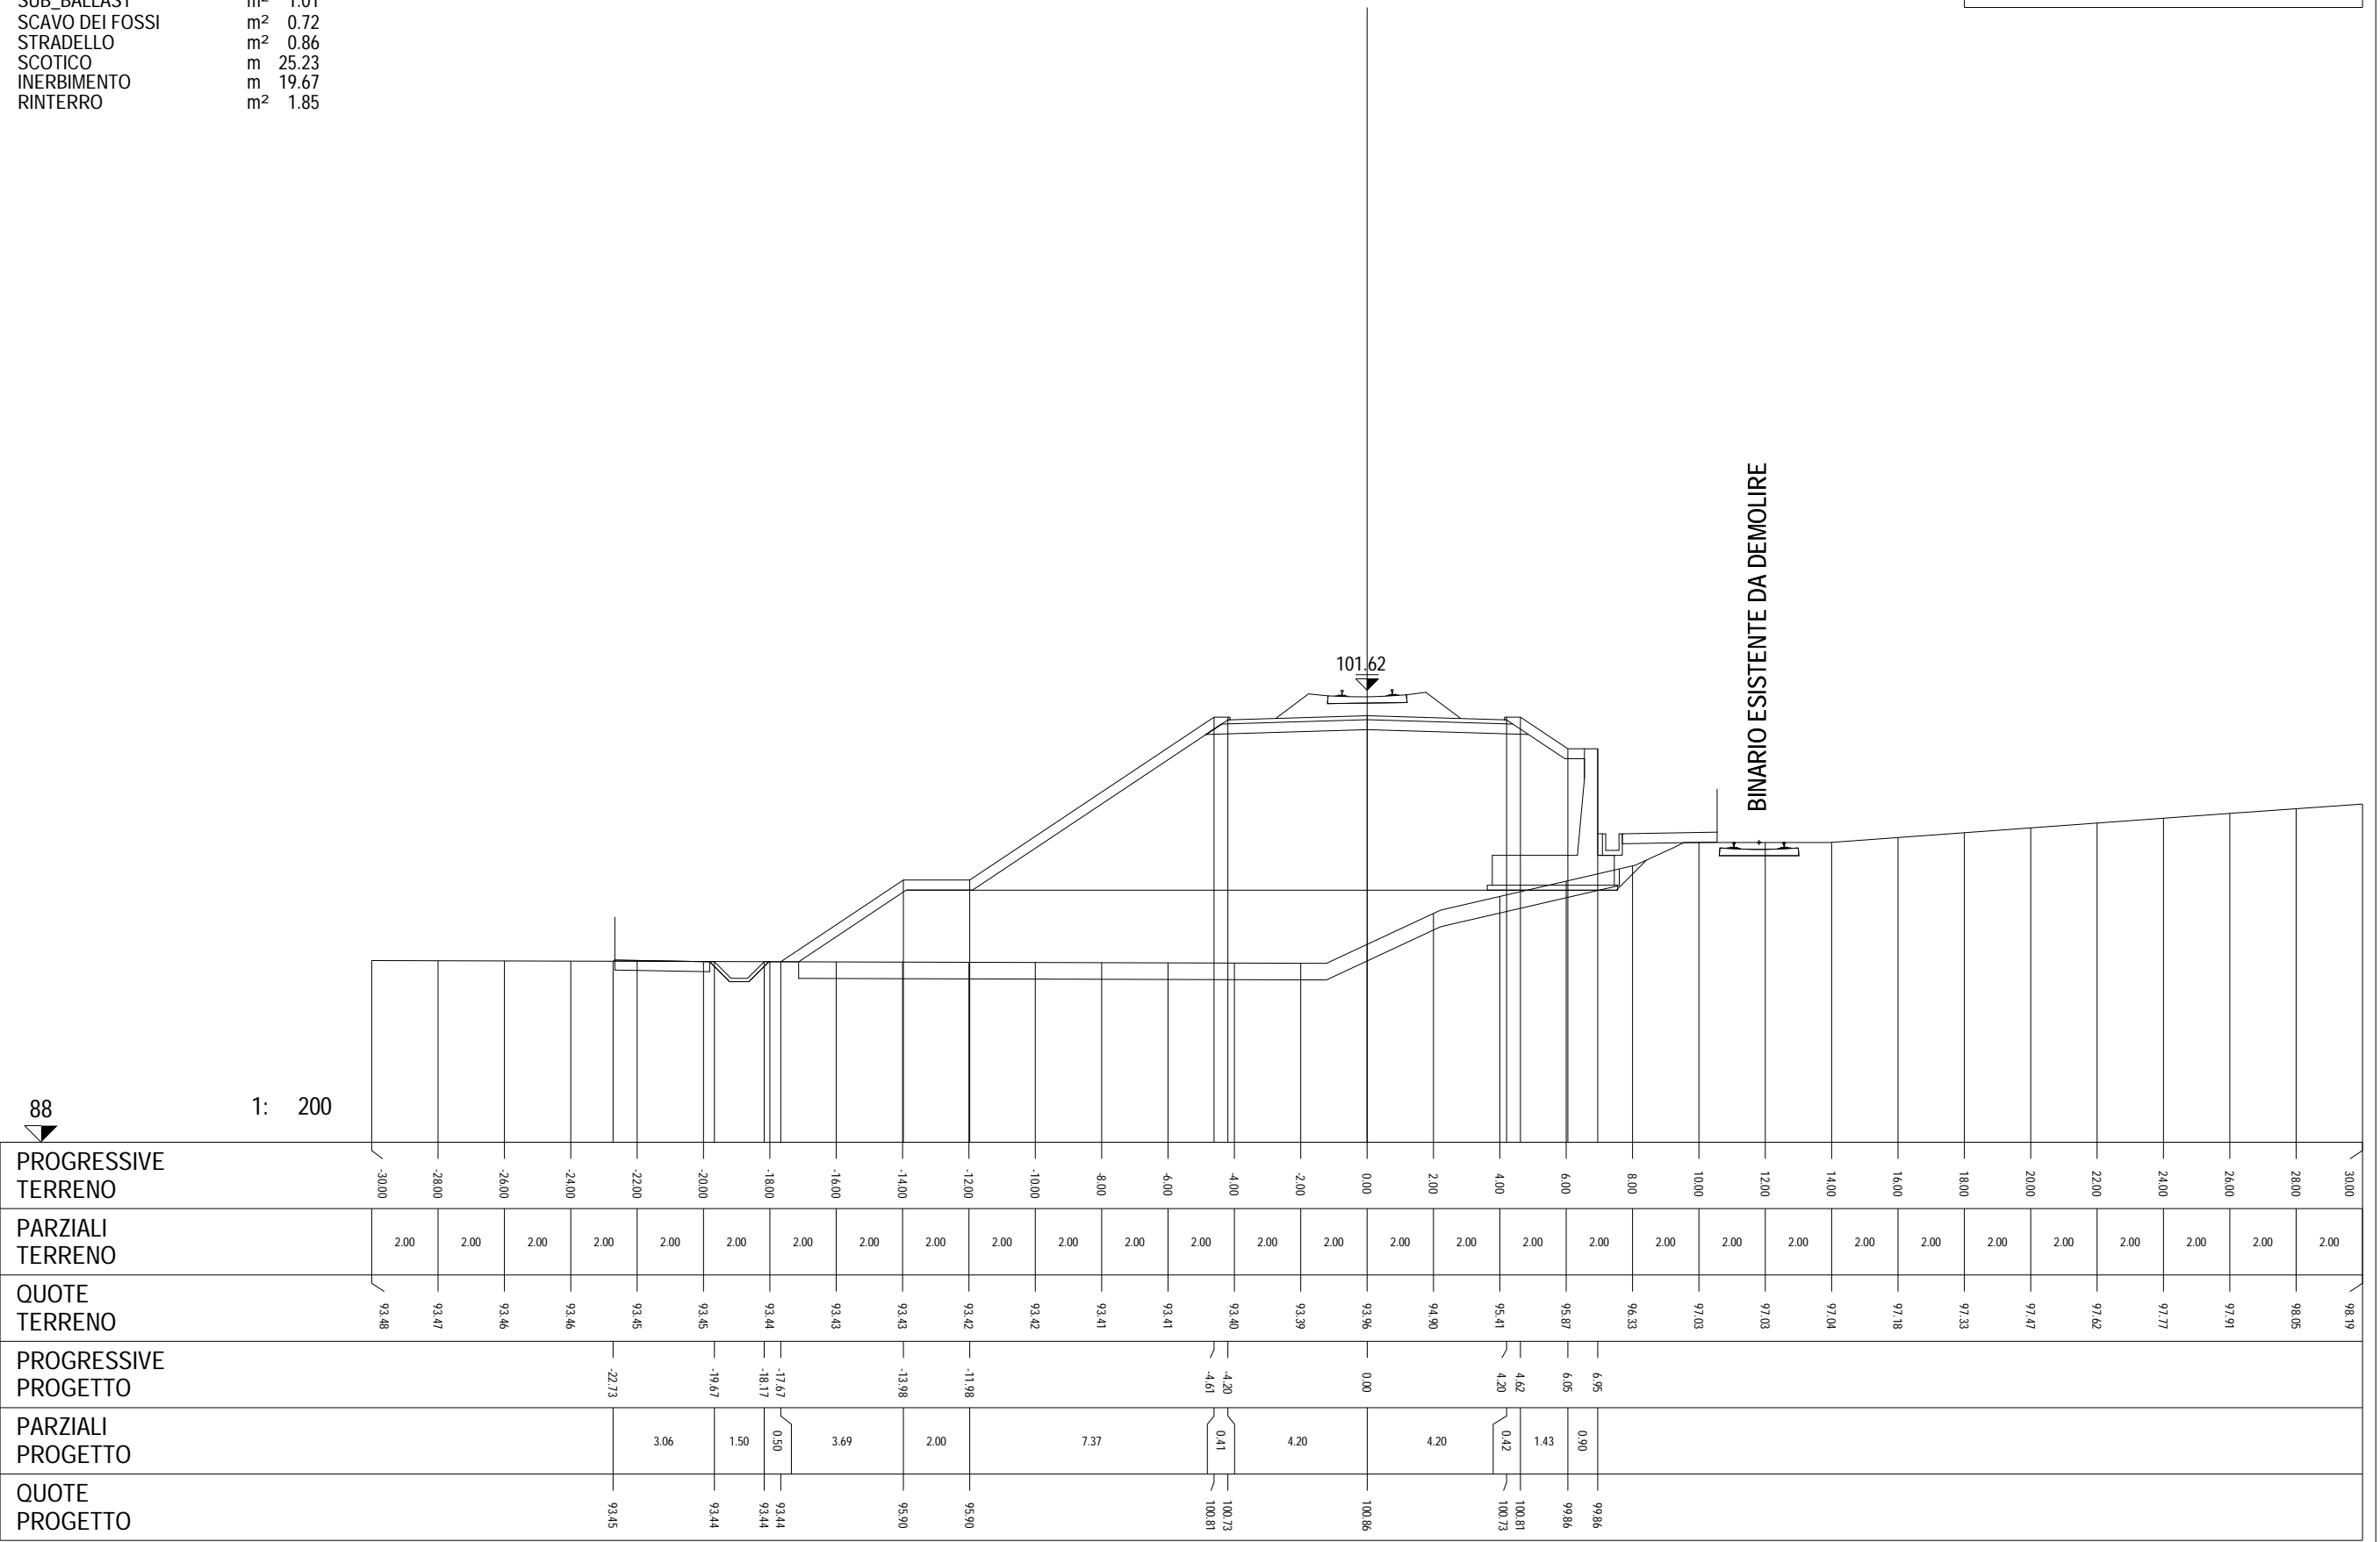 SUB_BALLAST m² 1.01
SCAVO DEI FOSSI m² 0.72
STRADELLO m² 0.86
SCOTICO m 25.23
INERBIMENTO m 19.67
RINTERRO m² 1.85
BINARIO ESISTENTE DA DEMOLIRE
101.62
88 1: 200
PROGRESSIVE
TERRENO
-30.00 -28.00 -26.00 -24.00 -22.00 -20.00 -18.00 -16.00 -14.00 -12.00 -10.00 -8.00 -6.00 -4.00 -2.00 0.00 2.00 4.00 6.00 8.00 10.00 12.00 14.00 16.00 18.00 20.00 22.00 24.00 26.00 28.00 30.00
PARZIALI
TERRENO
2.00 2.00 2.00 2.00 2.00 2.00 2.00 2.00 2.00 2.00 2.00 2.00 2.00 2.00 2.00 2.00 2.00 2.00 2.00 2.00 2.00 2.00 2.00 2.00 2.00 2.00 2.00 2.00 2.00 2.00
QUOTE
TERRENO
93.48 93.47 93.46 93.46 93.45 93.45 93.44 93.43 93.43 93.42 93.42 93.41 93.41 93.40 93.39 93.96 94.90 95.41 95.87 96.33 97.03 97.03 97.04 97.18 97.33 97.47 97.62 97.77 97.91 98.05 98.19
PROGRESSIVE
PROGETTO
-22.73 -19.67 -18.17 -17.67 -13.98 -11.98 -4.61 -4.20 0.00 4.20 4.62 6.05 6.95
PARZIALI
PROGETTO
3.06 1.50 0.50 3.69 2.00 7.37 0.41 4.20 4.20 0.42 1.43 0.90
QUOTE
PROGETTO
93.45 93.44 93.44 93.44 95.90 95.90 100.81 100.73 100.86 100.73 100.81 99.86 99.86